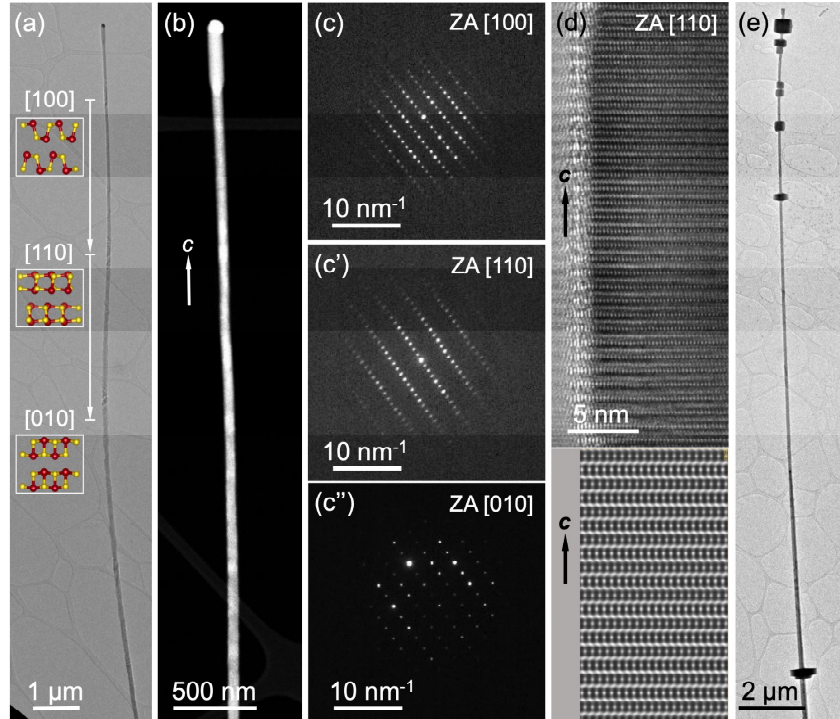 (a)
[100]
[110]
[010]
1 µm
(b)
c
500 nm
(c)
ZA [100]
10 nm-1
(c')
ZA [110]
10 nm-1
(c")
ZA [010]
10 nm-1
(d)
ZA [110]
c
5 nm
c
(e)
2 µm